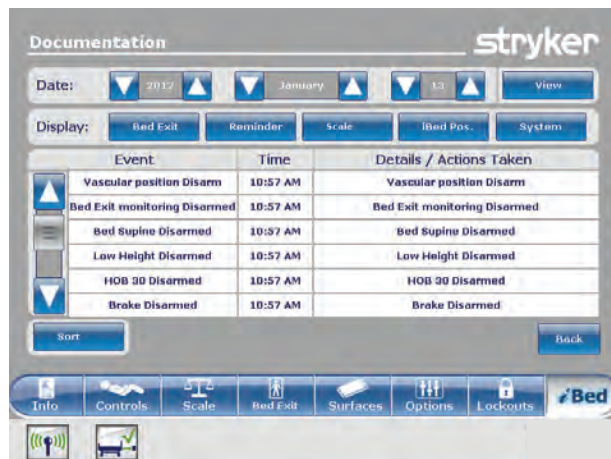 Documentation
stryker
Date: 2012 January 13 View
Display: Bed Exit Reminder Scale iBed Pos. System
Event Time Details / Actions Taken
Vascular position Disarm 10:57 AM Vascular position Disarm
Bed Exit monitoring Disarmed 10:57 AM Bed Exit monitoring Disarmed
Bed Supine Disarmed 10:57 AM Bed Supine Disarmed
Low Height Disarmed 10:57 AM Low Height Disarmed
HOB 30 Disarmed 10:57 AM HOB 30 Disarmed
Brake Disarmed 10:57 AM Brake Disarmed
Sort Back
Info Controls Scale Bed Exit Surfaces Options Lockouts iBed